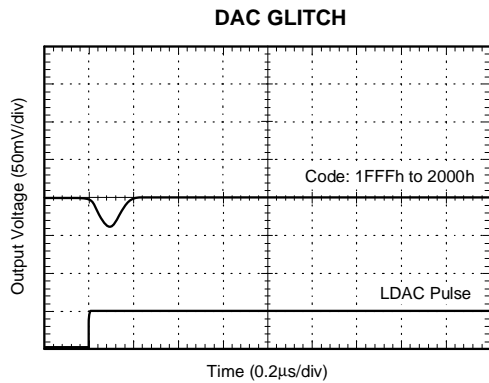 DAC GLITCH
Output Voltage (50mV/div)
Code: 1FFFh to 2000h
LDAC Pulse
Time (0.2μs/div)